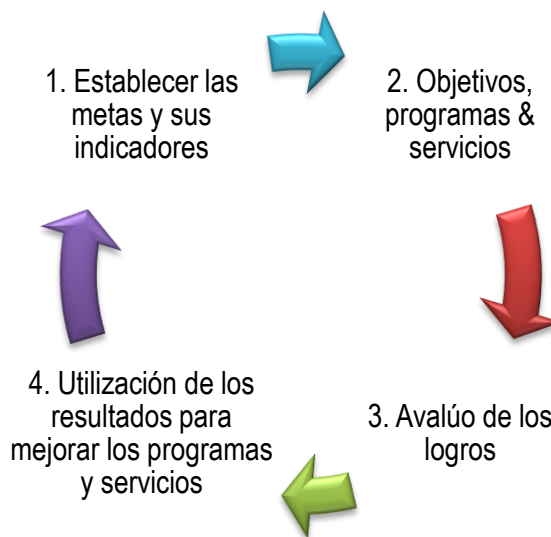 1. Establecer las
metas y sus
indicadores
2. Objetivos,
programas &
servicios
3. Avalúo de los
logros
4. Utilización de los
resultados para
mejorar los programas
y servicios